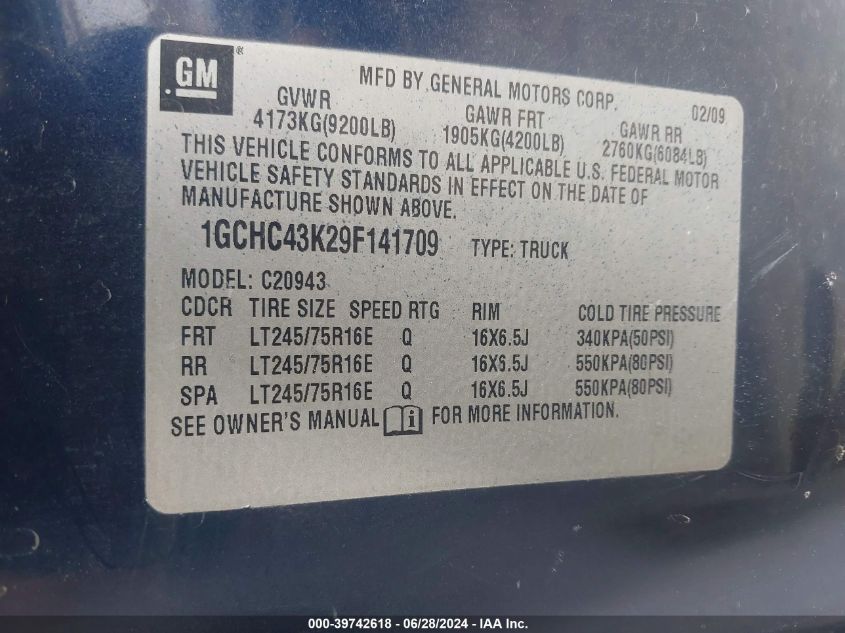 GM ®
MFD BY GENERAL MOTORS CORP. 02/09
GVWR GAWR FRT GAWR RR
4173KG(9200LB) 1905KG(4200LB) 2760KG(6084LB)
THIS VEHICLE CONFORMS TO ALL APPLICABLE U.S. FEDERAL MOTOR
VEHICLE SAFETY STANDARDS IN EFFECT ON THE DATE OF
MANUFACTURE SHOWN ABOVE.
1GCHC43K29F141709 TYPE: TRUCK
MODEL: C20943
CDCR TIRE SIZE SPEED RTG RIM COLD TIRE PRESSURE
FRT LT245/75R16E Q 16X6.5J 340KPA(50PSI)
RR LT245/75R16E Q 16X6.5J 550KPA(80PSI)
SPA LT245/75R16E Q 16X6.5J 550KPA(80PSI)
SEE OWNER'S MANUAL i FOR MORE INFORMATION.
000-39742618 - 06/28/2024 - IAA Inc.